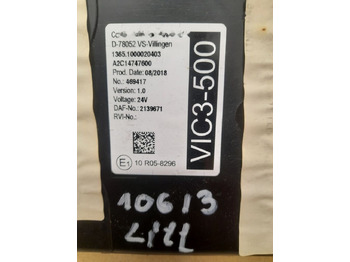 D-78052 VS-Villingen
1365.1000020403
A2C14747600
Prod. Date: 08/2018
No.: 469417
Version: 1.0
Voltage: 24V
DAF-No.: 2139671
RVI-No.:
E1 10 R05-8296
VIC3-500
10613